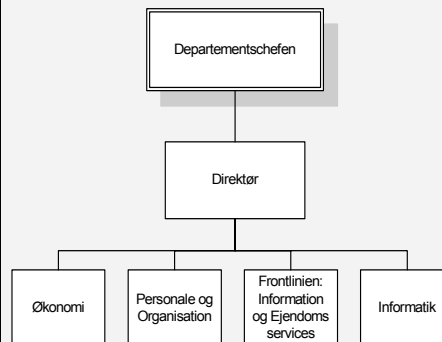 Departementschefen
Direktør
Økonomi
Personale og
Organisation
Frontlinien:
Information
og Ejendoms
services
Informatik